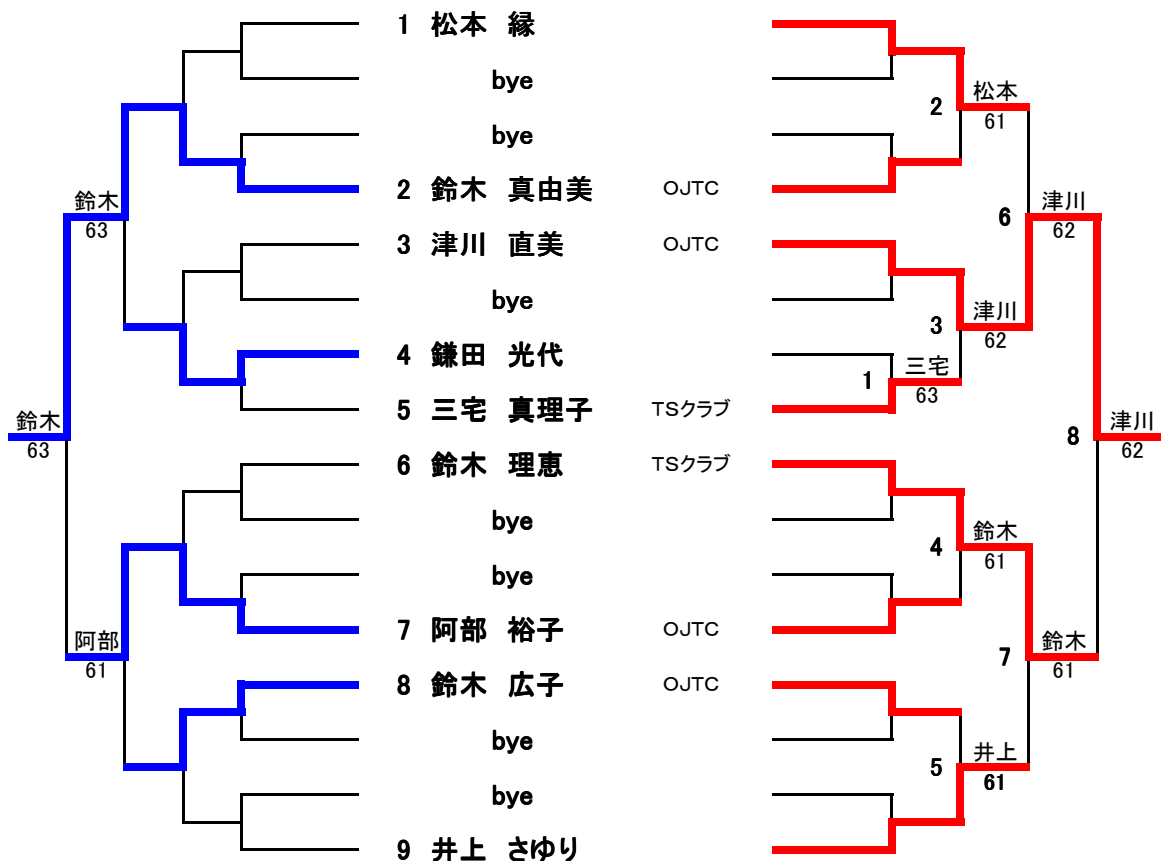 1 松本 縁
bye
2 松本
61
bye
2 鈴木 真由美 OJTC
鈴木
63
6 津川
62
3 津川 直美 OJTC
bye
3 津川
62
4 鎌田 光代
1 三宅
63
5 三宅 真理子 TSクラブ
鈴木
63
8 津川
62
6 鈴木 理恵 TSクラブ
bye
4 鈴木
61
bye
7 阿部 裕子 OJTC
阿部
61
7 鈴木
61
8 鈴木 広子 OJTC
bye
5 井上
61
bye
9 井上 さゆり